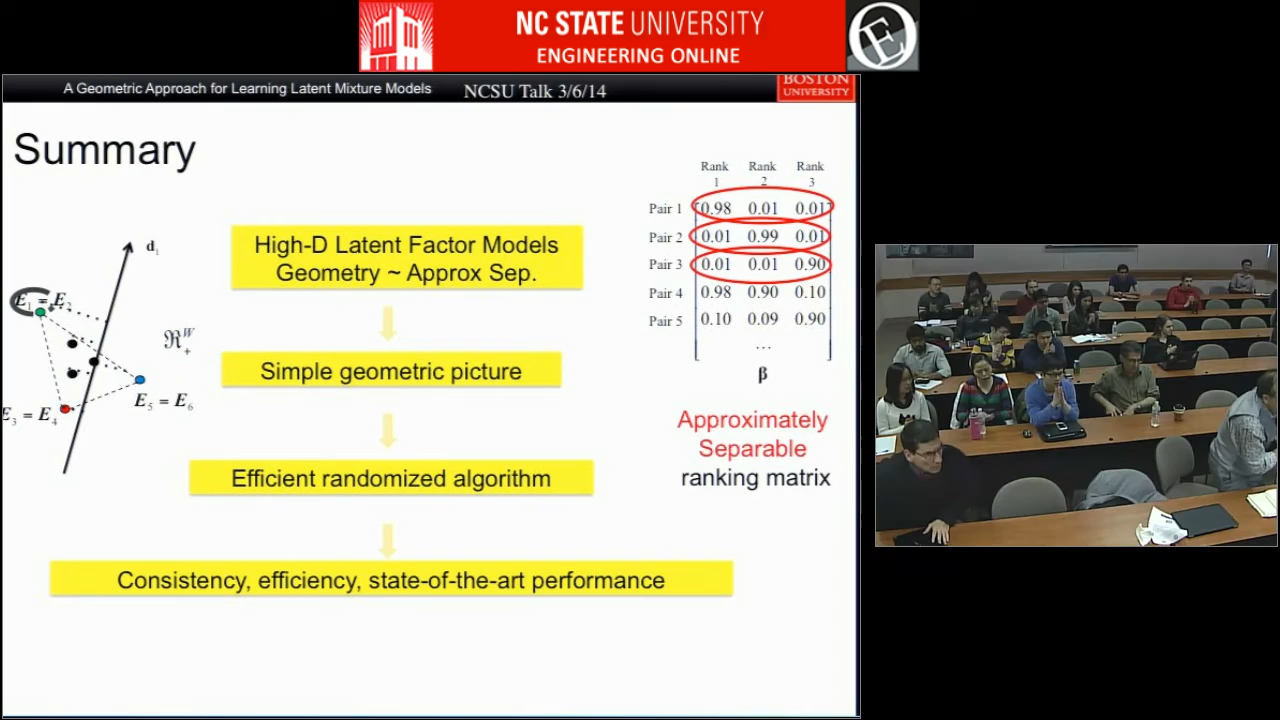 NC STATE UNIVERSITY
ENGINEERING ONLINE
A Geometric Approach for Learning Latent Mixture Models
NCSU Talk 3/6/14
BOSTON
UNIVERSITY
Summary
Rank Rank Rank
1 2 3
Pair 1 0.98 0.01 0.01
Pair 2 0.01 0.99 0.01
Pair 3 0.01 0.01 0.90
Pair 4 0.98 0.90 0.10
Pair 5 0.10 0.09 0.90
...
β
Approximately
Separable
ranking matrix
d₁
E₁ = E₂
ℜ₊ᵂ
E₅ = E₆
E₃ = E₄
High-D Latent Factor Models
Geometry ~ Approx Sep.
Simple geometric picture
Efficient randomized algorithm
Consistency, efficiency, state-of-the-art performance